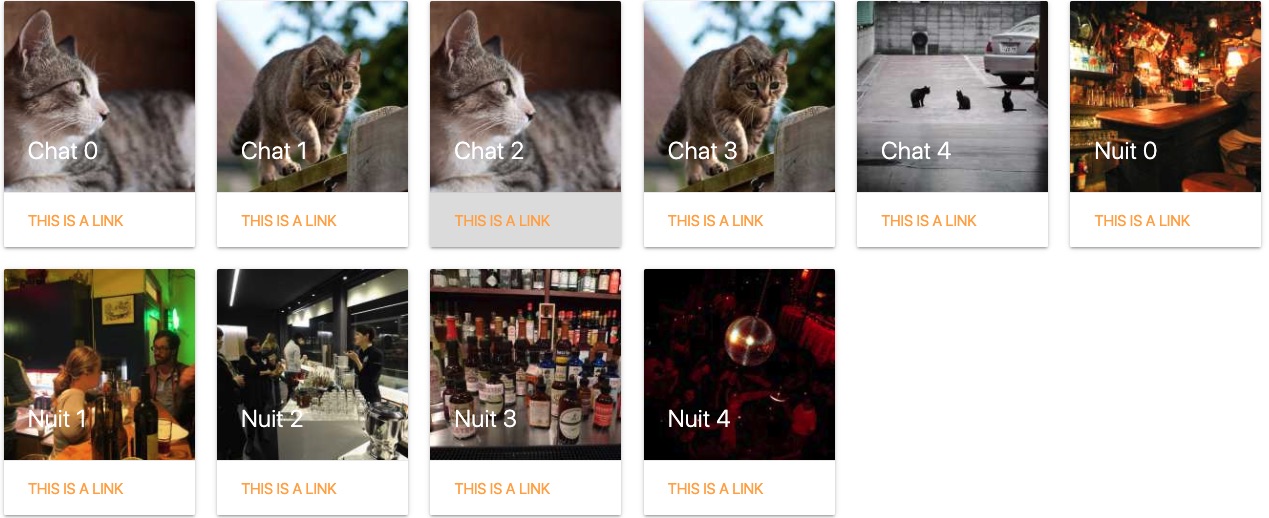 Chat 0
Chat 1
Chat 2
Chat 3
Chat 4
Nuit 0
THIS IS A LINK
THIS IS A LINK
THIS IS A LINK
THIS IS A LINK
THIS IS A LINK
THIS IS A LINK
Nuit 1
Nuit 2
Nuit 3
Nuit 4
THIS IS A LINK
THIS IS A LINK
THIS IS A LINK
THIS IS A LINK